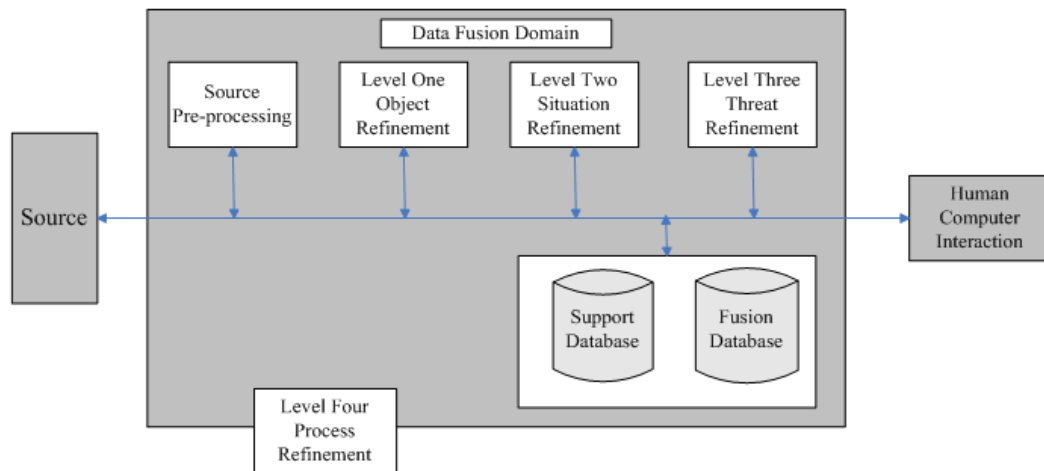 Data Fusion Domain
Source
Pre-processing
Level One
Object
Refinement
Level Two
Situation
Refinement
Level Three
Threat
Refinement
Source
Human
Computer
Interaction
Support
Database
Fusion
Database
Level Four
Process
Refinement